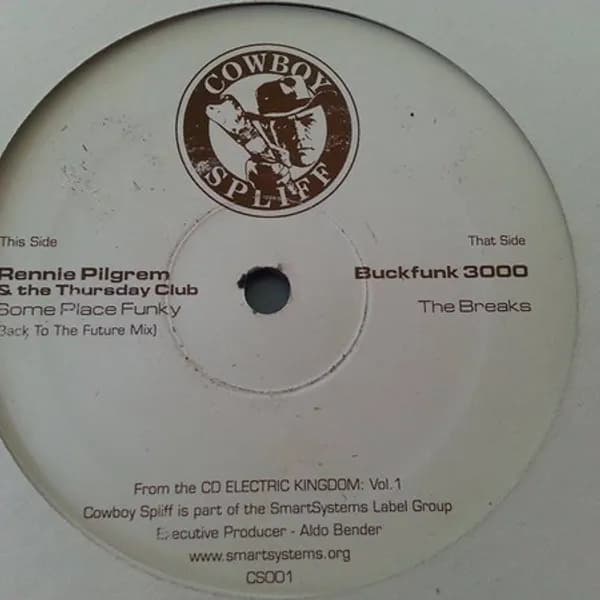 COWBOY
SPLIFF
This Side
That Side
Rennie Pilgrem
& the Thursday Club
Buckfunk 3000
Some Place Funky
The Breaks
(Back To The Future Mix)
From the CD ELECTRIC KINGDOM: Vol.1
Cowboy Spliff is part of the SmartSystems Label Group
Executive Producer - Aldo Bender
www.smartsystems.org
CS001